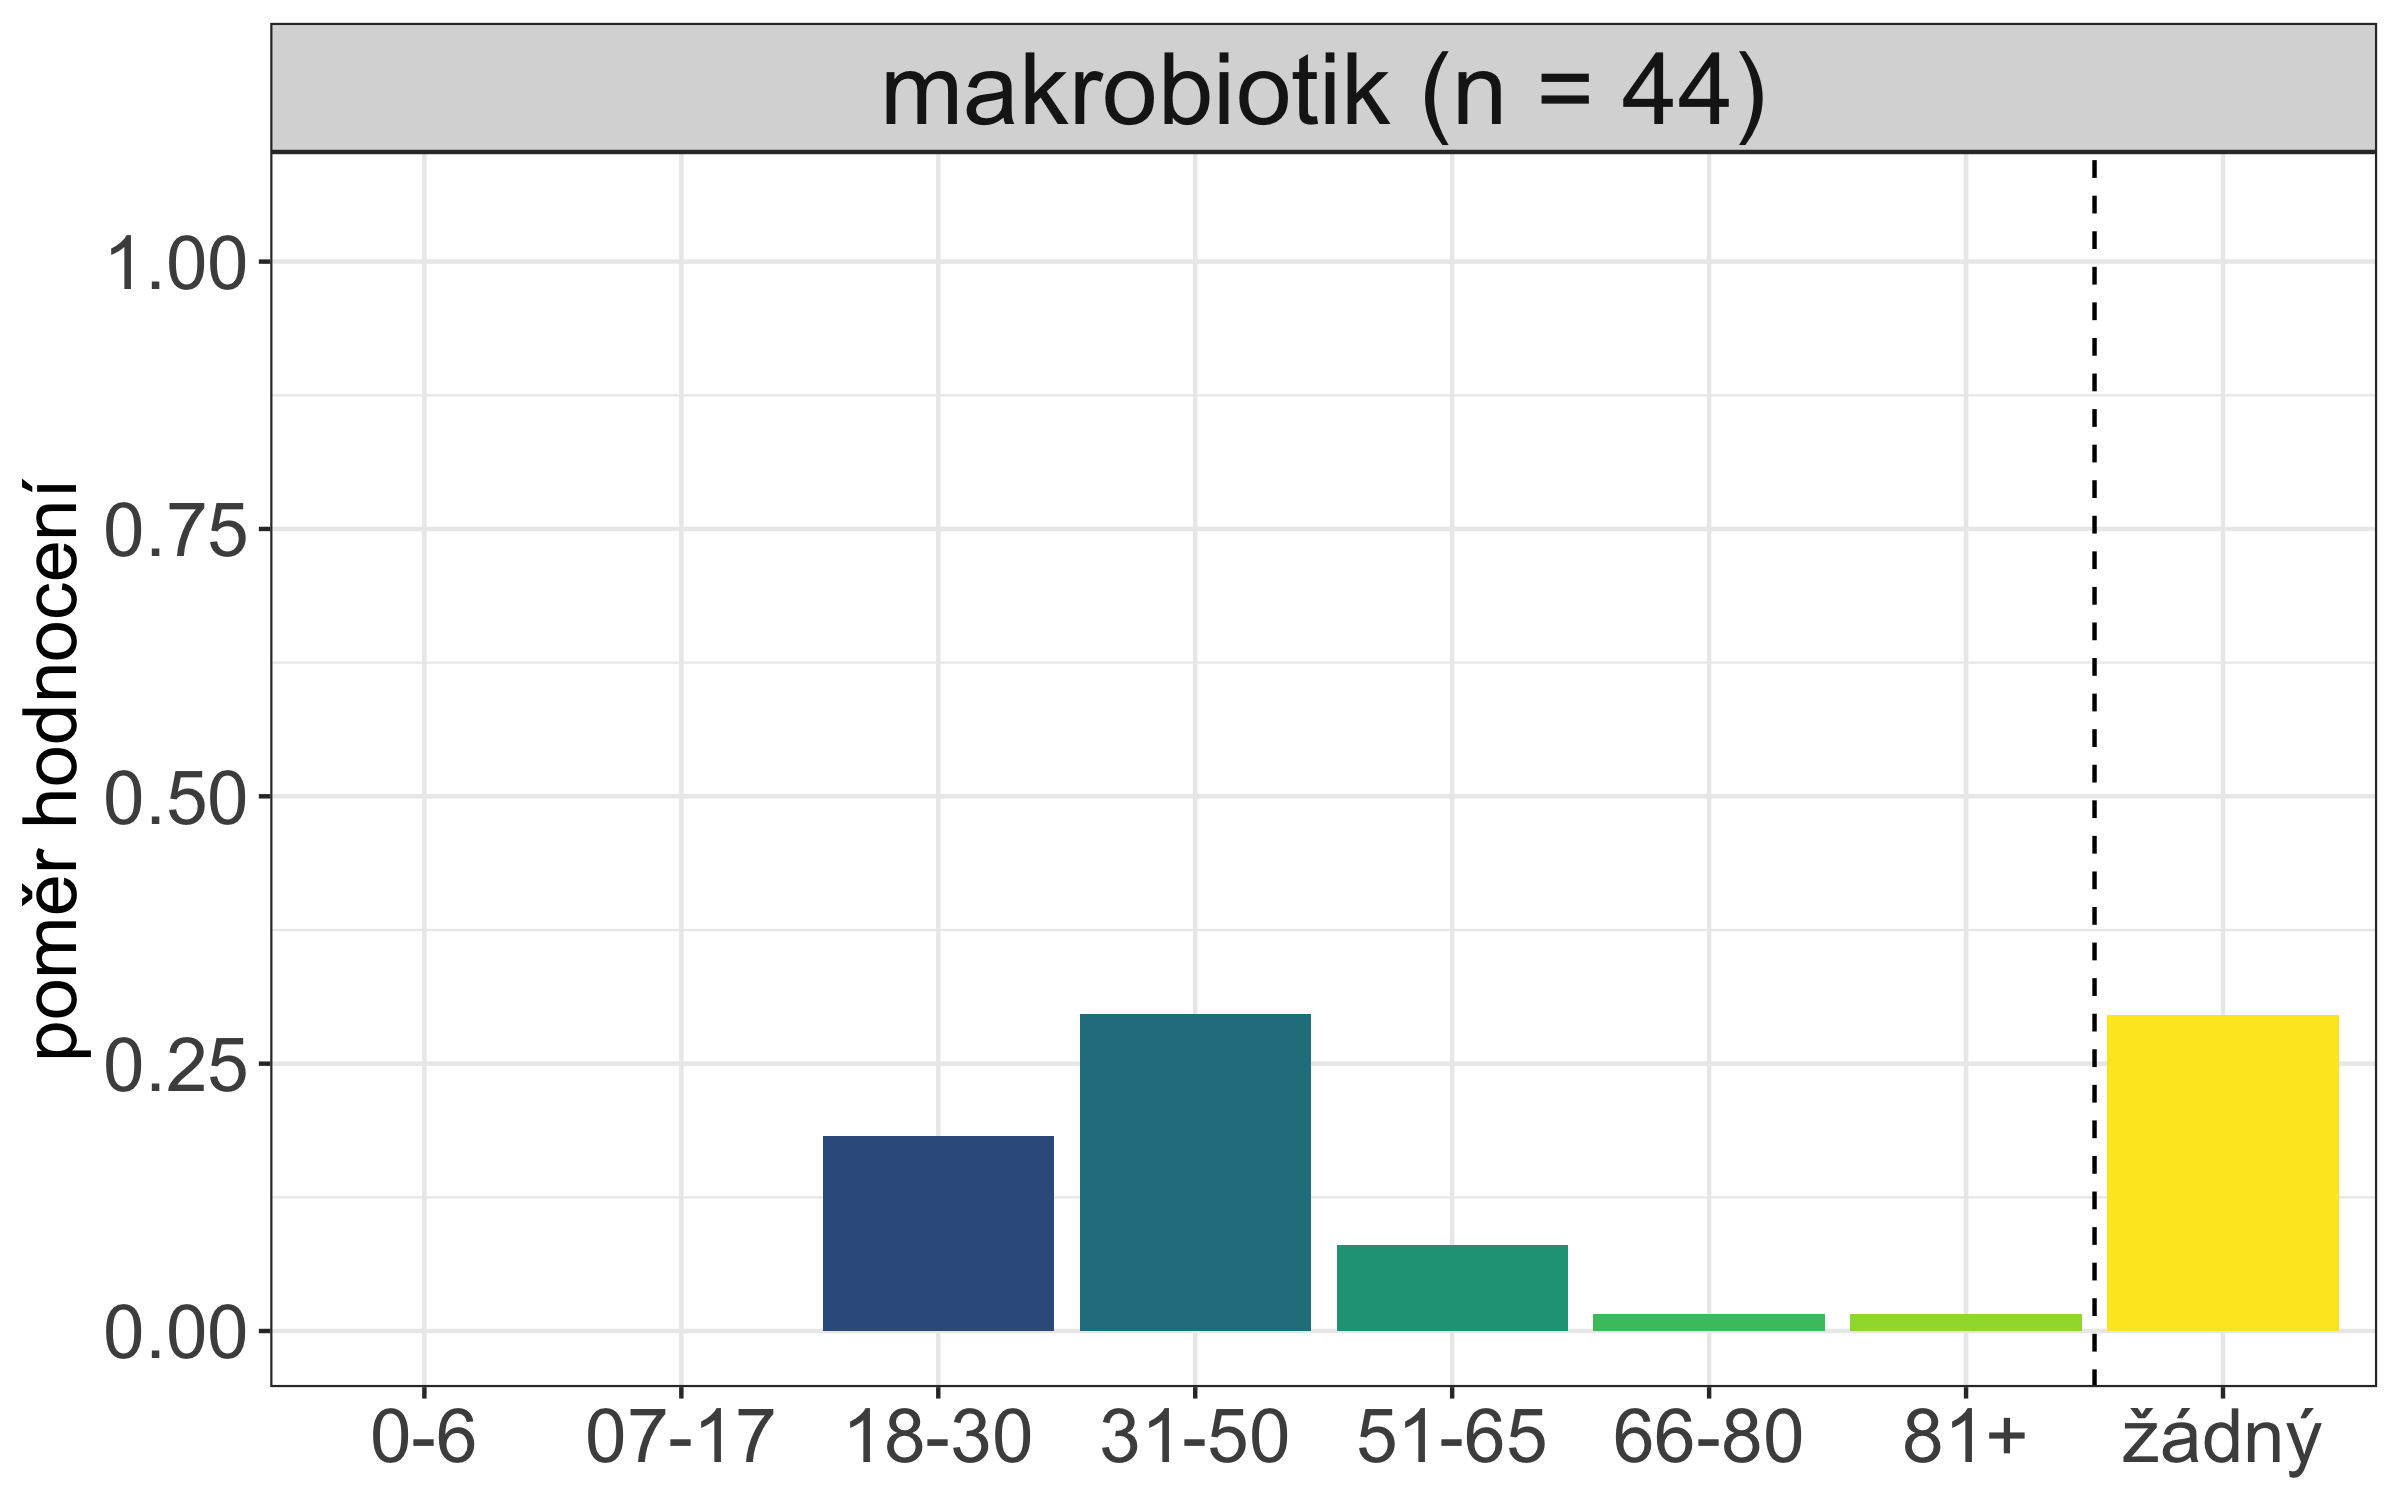 makrobiotik (n = 44)
poměr hodnocení
1.00
0.75
0.50
0.25
0.00
0-6 07-17 18-30 31-50 51-65 66-80 81+ žádný